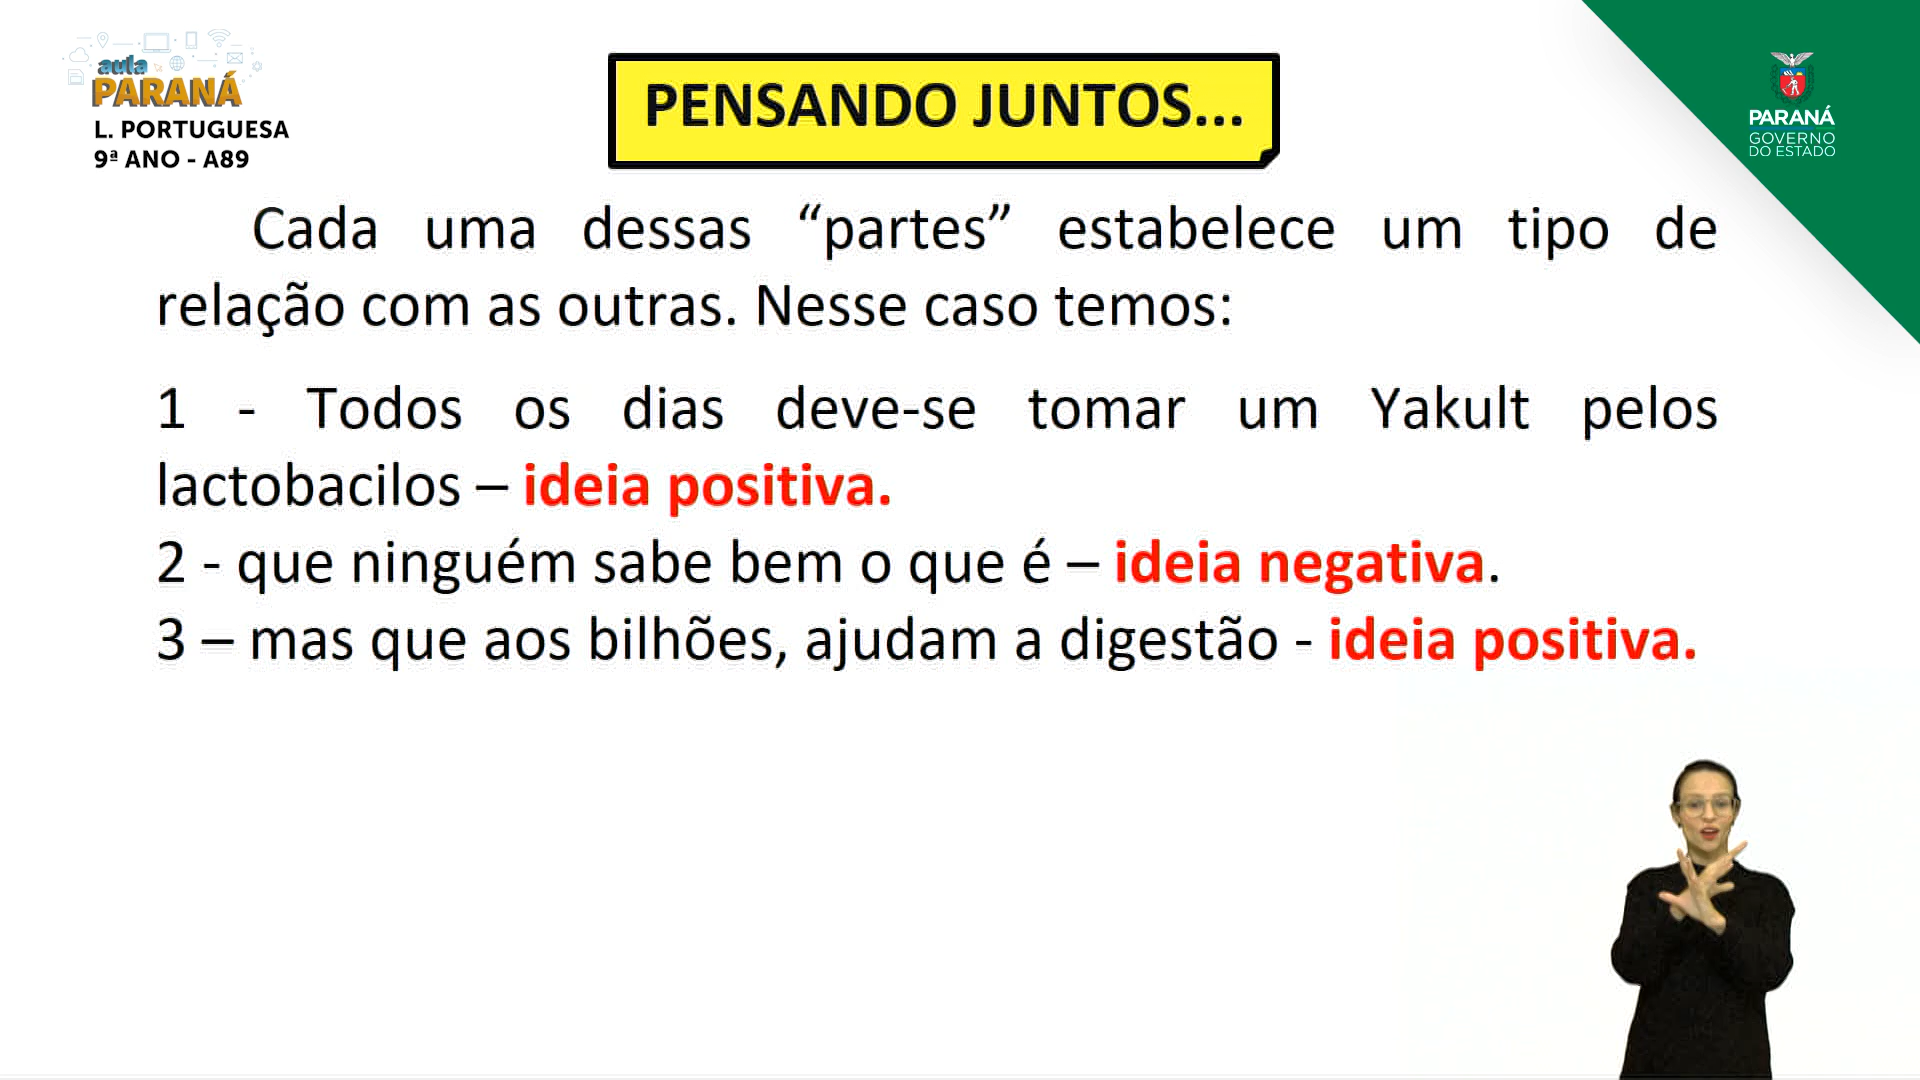 aula
PARANÁ
L. PORTUGUESA
9ª ANO - A89
PENSANDO JUNTOS...
PARANÁ
GOVERNO
DO ESTADO
Cada uma dessas “partes” estabelece um tipo de
relação com as outras. Nesse caso temos:
1 - Todos os dias deve-se tomar um Yakult pelos
lactobacilos – ideia positiva.
2 - que ninguém sabe bem o que é – ideia negativa.
3 – mas que aos bilhões, ajudam a digestão - ideia positiva.